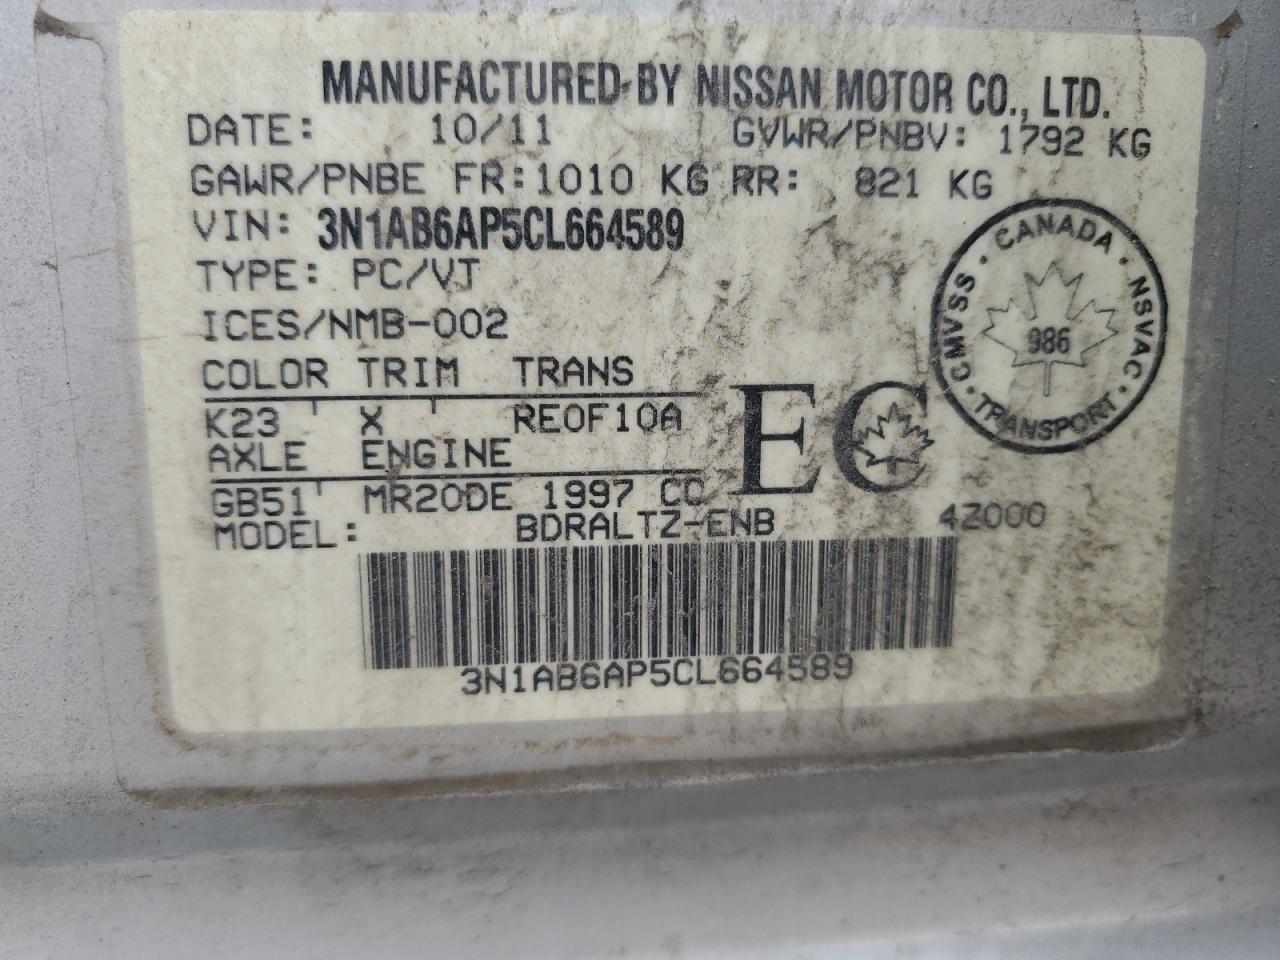 MANUFACTURED BY NISSAN MOTOR CO., LTD.
DATE: 10/11 GVWR/PNBV: 1792 KG
GAWR/PNBE FR:1010 KG RR: 821 KG
VIN: 3N1AB6AP5CL664589
TYPE: PC/VJ
ICES/NMB-002
COLOR TRIM TRANS
K23 X RE0F10A
AXLE ENGINE
GB51 MR20DE 1997 CC
MODEL: BDRALTZ-ENB 4Z000
3N1AB6AP5CL664589
EC
CANADA · NSVAC · TRANSPORT · CMVSS ·
986